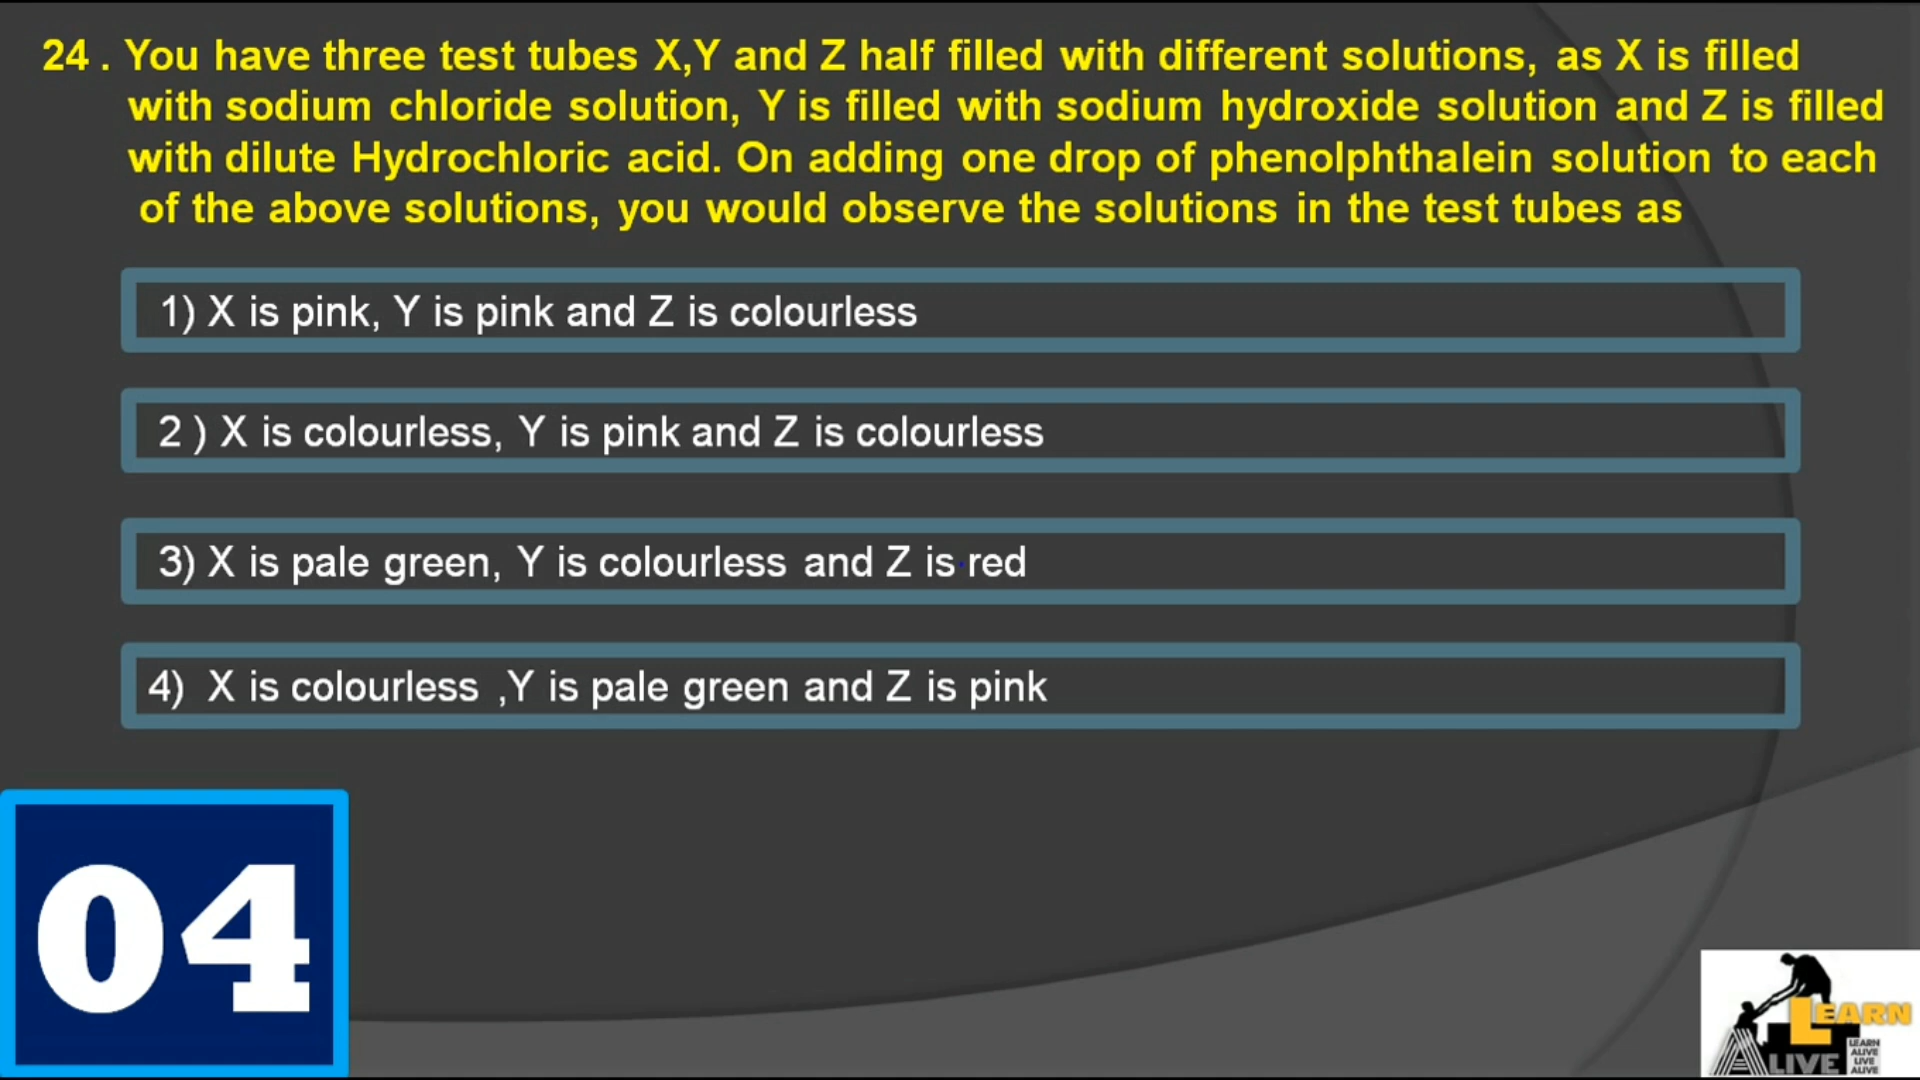 24 . You have three test tubes X,Y and Z half filled with different solutions, as X is filled
with sodium chloride solution, Y is filled with sodium hydroxide solution and Z is filled
with dilute Hydrochloric acid. On adding one drop of phenolphthalein solution to each
of the above solutions, you would observe the solutions in the test tubes as
1) X is pink, Y is pink and Z is colourless
2 ) X is colourless, Y is pink and Z is colourless
3) X is pale green, Y is colourless and Z is red
4) X is colourless ,Y is pale green and Z is pink
04
LEARN
ALIVE
LEARN
ALIVE
LIVE
ALIVE